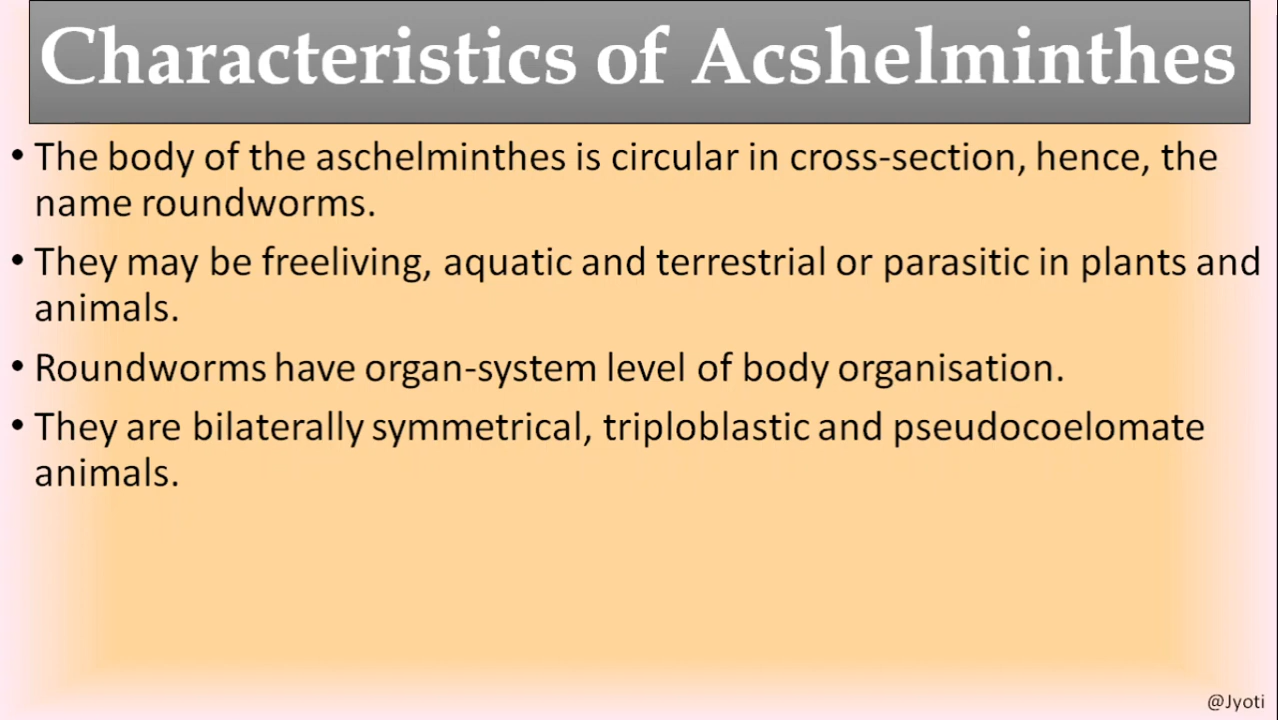 Characteristics of Acshelminthes
• The body of the aschelminthes is circular in cross-section, hence, the
name roundworms.
• They may be freeliving, aquatic and terrestrial or parasitic in plants and
animals.
• Roundworms have organ-system level of body organisation.
• They are bilaterally symmetrical, triploblastic and pseudocoelomate
animals.
@Jyoti